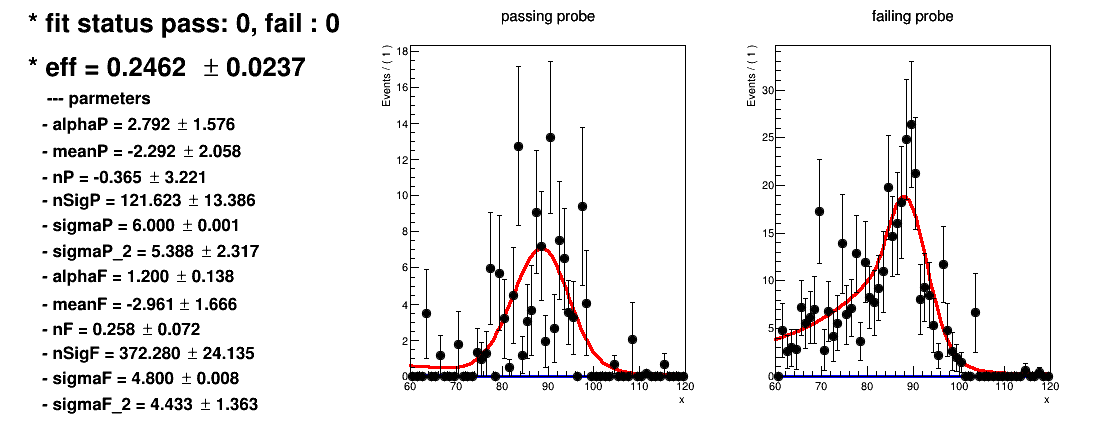 * fit status pass: 0, fail : 0
* eff = 0.2462 ± 0.0237
--- parmeters
- alphaP = 2.792 ± 1.576
- meanP = -2.292 ± 2.058
- nP = -0.365 ± 3.221
- nSigP = 121.623 ± 13.386
- sigmaP = 6.000 ± 0.001
- sigmaP_2 = 5.388 ± 2.317
- alphaF = 1.200 ± 0.138
- meanF = -2.961 ± 1.666
- nF = 0.258 ± 0.072
- nSigF = 372.280 ± 24.135
- sigmaF = 4.800 ± 0.008
- sigmaF_2 = 4.433 ± 1.363
passing probe
Events / ( 1 )
18
16
14
12
10
8
6
4
2
0
60 70 80 90 100 110 120
x
failing probe
Events / ( 1 )
30
25
20
15
10
5
0
60 70 80 90 100 110 120
x